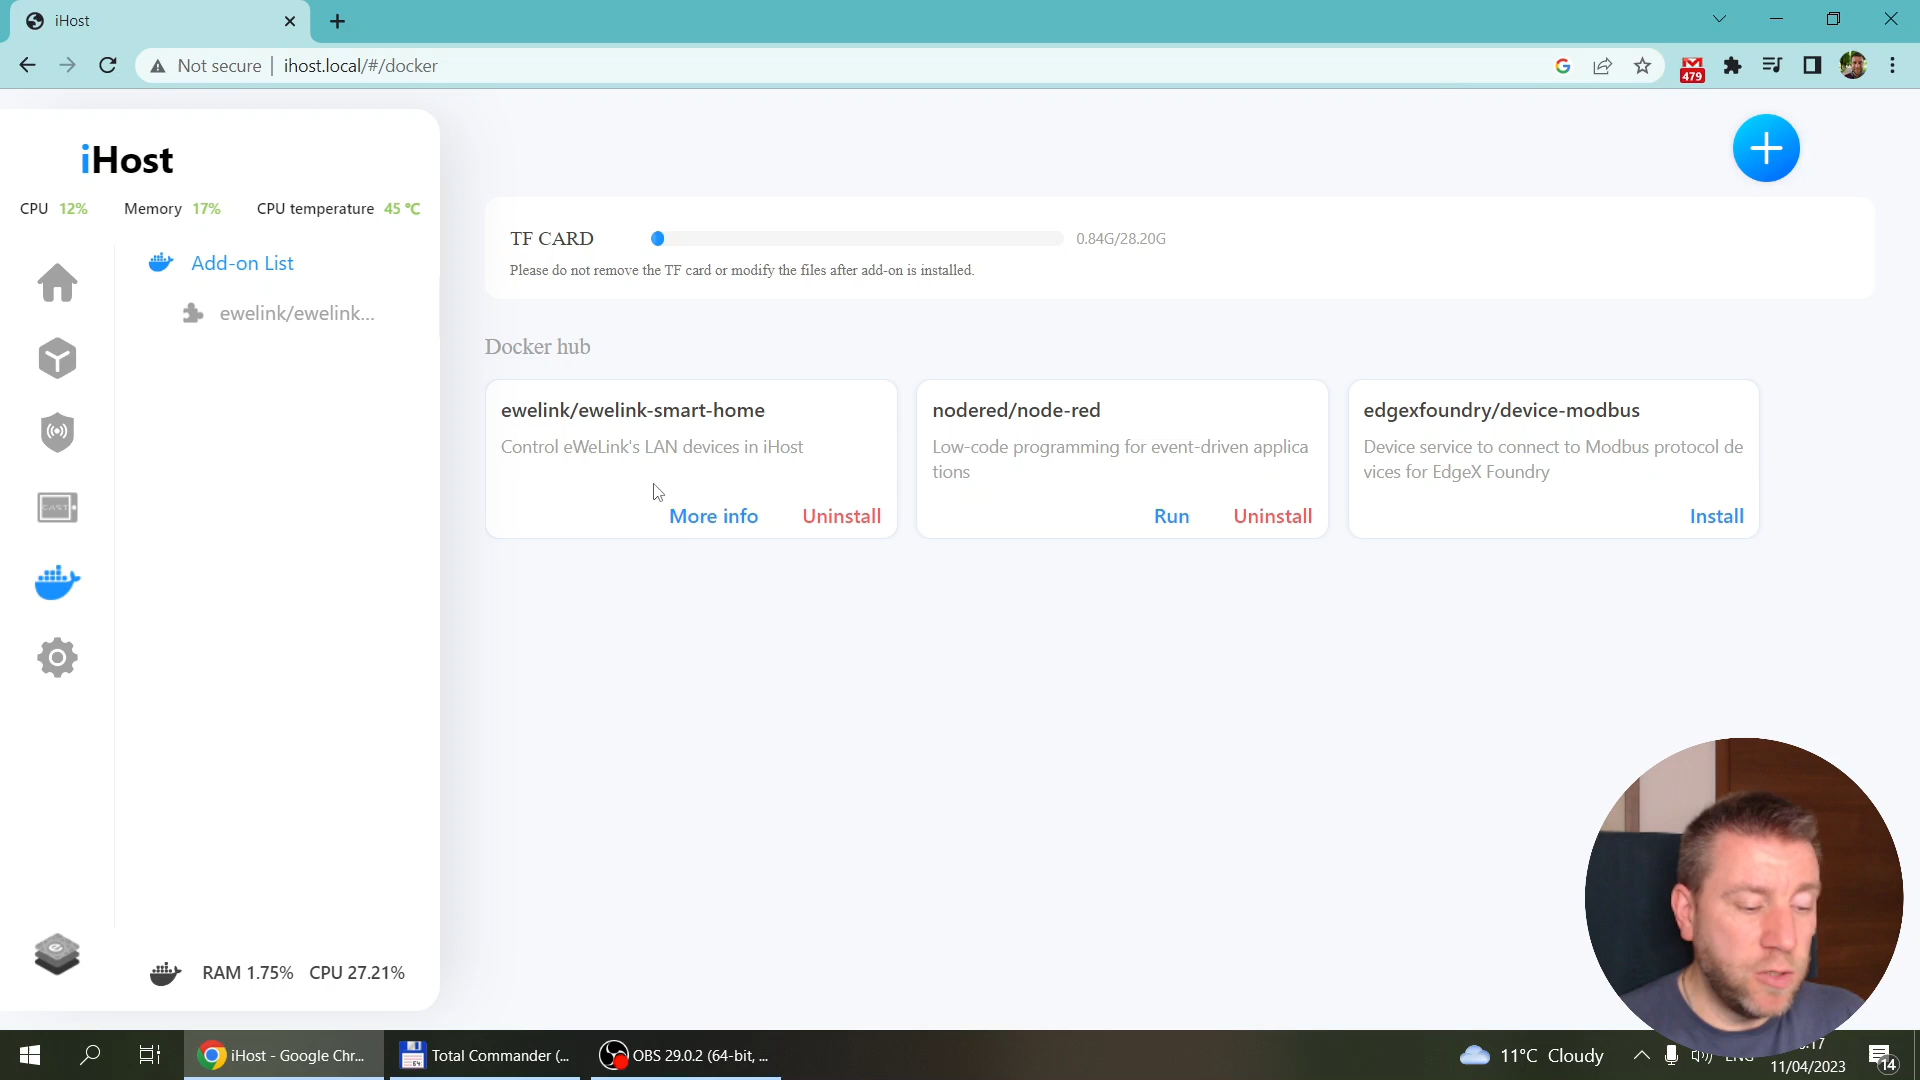 iHost
Not secure
ihost.local/#/docker
479
iHost
CPU 12% Memory 17% CPU temperature 45 ℃
Add-on List
ewelink/ewelink...
CAST
RAM 1.75% CPU 27.21%
TF CARD
0.84G/28.20G
Please do not remove the TF card or modify the files after add-on is installed.
Docker hub
ewelink/ewelink-smart-home
Control eWeLink's LAN devices in iHost
More info
Uninstall
nodered/node-red
Low-code programming for event-driven applica
tions
Run
Uninstall
edgexfoundry/device-modbus
Device service to connect to Modbus protocol de
vices for EdgeX Foundry
Install
iHost - Google Chr...
Total Commander (...
OBS 29.0.2 (64-bit, ...
11°C Cloudy
ENG
:17
11/04/2023
14